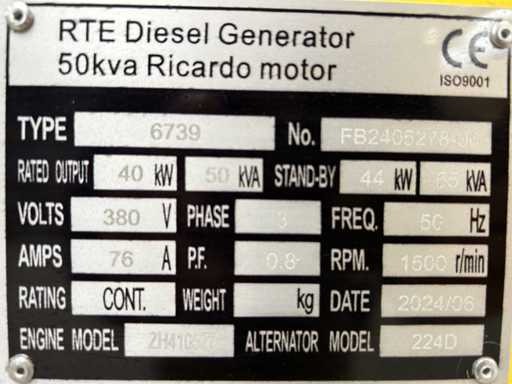 RTE Diesel Generator
50kva Ricardo motor
CE
ISO9001
TYPE 6739 No.
RATED OUTPUT 40 KW 50 KVA STAND-BY 44 KW KVA
VOLTS 380 V PHASE 3 FREQ. 50 Hz
AMPS 76 A P.F. 0.8 RPM. 1500 r/min
RATING CONT. WEIGHT kg DATE 2024/06
ENGINE MODEL ALTERNATOR MODEL 224D